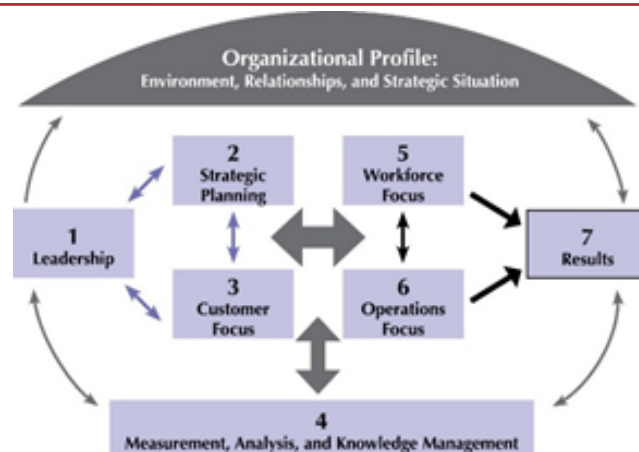 Organizational Profile:
Environment, Relationships, and Strategic Situation
2
Strategic
Planning
5
Workforce
Focus
1
Leadership
7
Results
3
Customer
Focus
6
Operations
Focus
4
Measurement, Analysis, and Knowledge Management